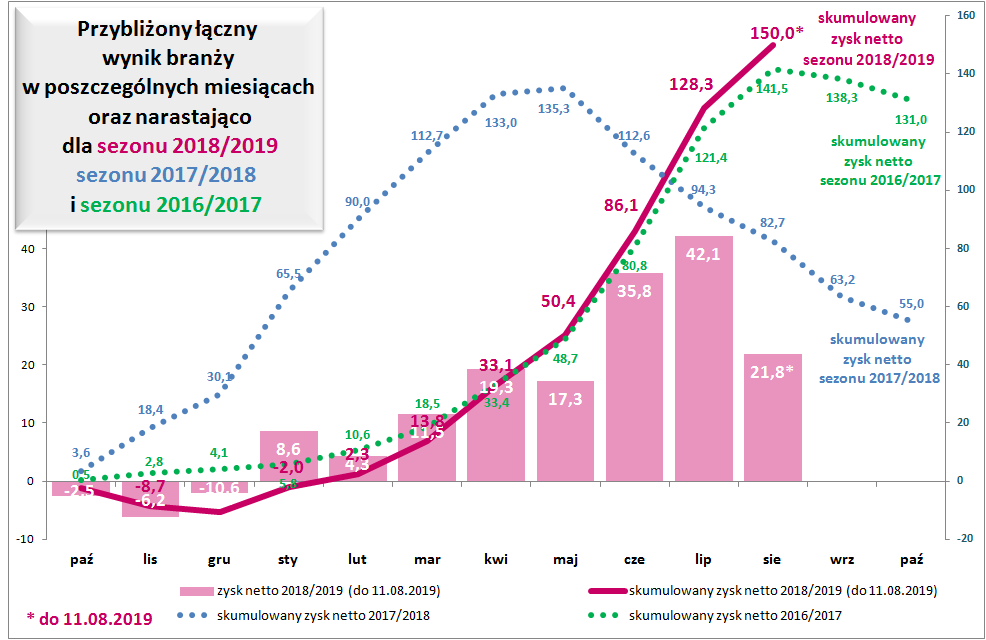 Przybliżony łączny
wynik branży
w poszczególnych miesiącach
oraz narastająco
dla sezonu 2018/2019
sezonu 2017/2018
i sezonu 2016/2017
skumulowany
zysk netto
sezonu 2018/2019
skumulowany
zysk netto
sezonu 2016/2017
skumulowany
zysk netto
sezonu 2017/2018
160
140
120
100
80
60
40
20
0
-20
40
30
20
10
0
-10
3,6
18,4
30,1
65,5
90,0
112,7
133,0
135,3
112,6
94,3
82,7
63,2
55,0
0,5
2,8
4,1
5,8
10,6
18,5
33,4
48,7
80,8
121,4
141,5
138,3
131,0
-8,7
-2,0
2,3
13,8
33,1
50,4
86,1
128,3
150,0*
-2,5
-6,2
-10,6
8,6
4,3
11,5
19,3
17,3
35,8
42,1
21,8*
paź lis gru sty lut mar kwi maj cze lip sie wrz paź
zysk netto 2018/2019 (do 11.08.2019)
skumulowany zysk netto 2018/2019 (do 11.08.2019)
* do 11.08.2019
skumulowany zysk netto 2017/2018
skumulowany zysk netto 2016/2017